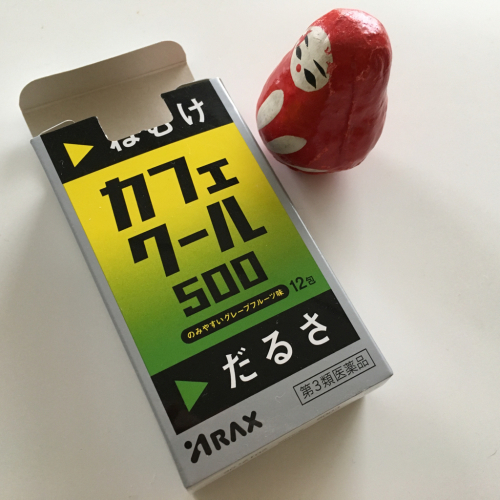 ねむけ
カフェ
クール
500
12包
のみやすいグレープフルーツ味
だるさ
第3類医薬品
ARAX